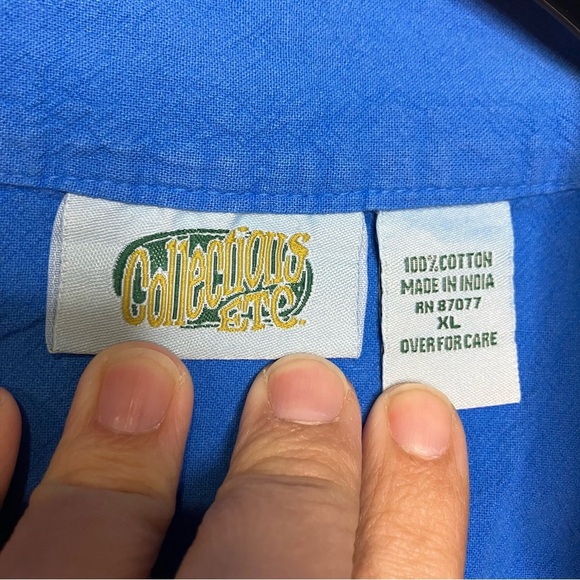 Collections
ETC.
100% COTTON
MADE IN INDIA
RN 87077
XL
OVER FOR CARE